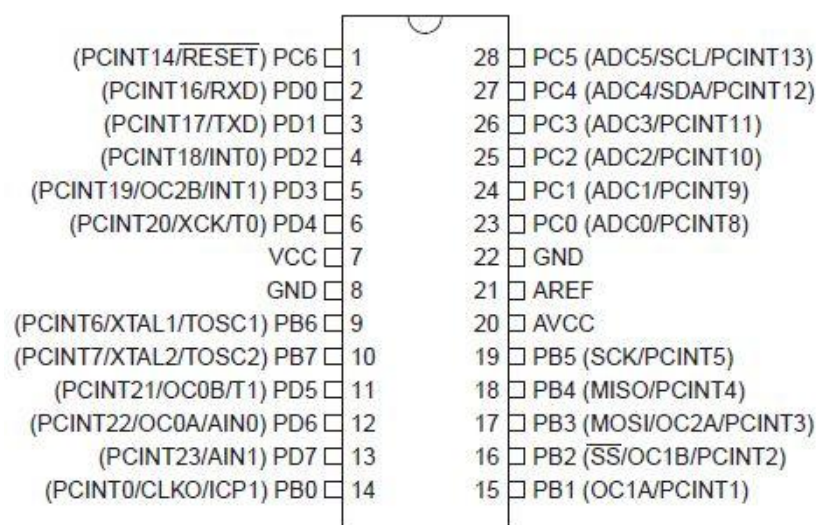 (PCINT14/RESET) PC6 1 28 PC5 (ADC5/SCL/PCINT13)
(PCINT16/RXD) PD0 2 27 PC4 (ADC4/SDA/PCINT12)
(PCINT17/TXD) PD1 3 26 PC3 (ADC3/PCINT11)
(PCINT18/INT0) PD2 4 25 PC2 (ADC2/PCINT10)
(PCINT19/OC2B/INT1) PD3 5 24 PC1 (ADC1/PCINT9)
(PCINT20/XCK/T0) PD4 6 23 PC0 (ADC0/PCINT8)
VCC 7 22 GND
GND 8 21 AREF
(PCINT6/XTAL1/TOSC1) PB6 9 20 AVCC
(PCINT7/XTAL2/TOSC2) PB7 10 19 PB5 (SCK/PCINT5)
(PCINT21/OC0B/T1) PD5 11 18 PB4 (MISO/PCINT4)
(PCINT22/OC0A/AIN0) PD6 12 17 PB3 (MOSI/OC2A/PCINT3)
(PCINT23/AIN1) PD7 13 16 PB2 (SS/OC1B/PCINT2)
(PCINT0/CLKO/ICP1) PB0 14 15 PB1 (OC1A/PCINT1)